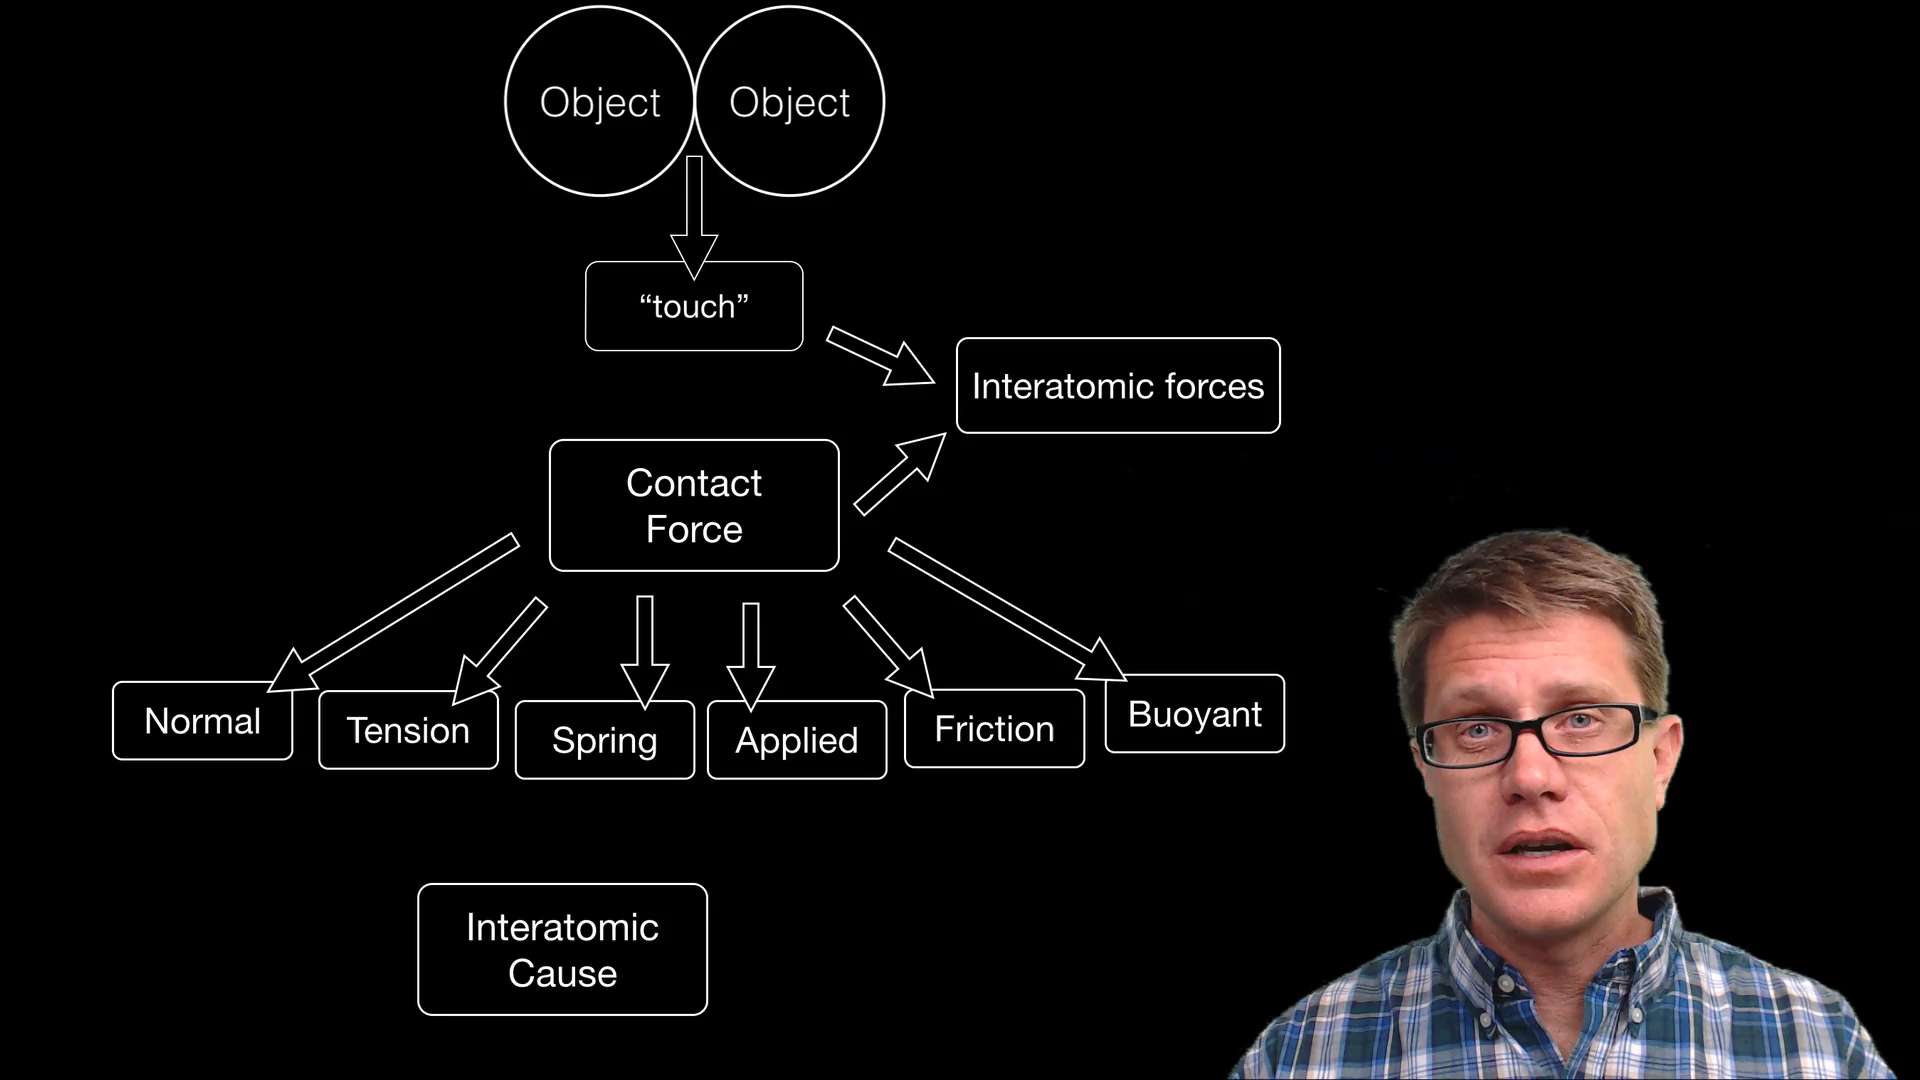 Object
Object
“touch”
Interatomic forces
Contact
Force
Normal
Tension
Spring
Applied
Friction
Buoyant
Interatomic
Cause